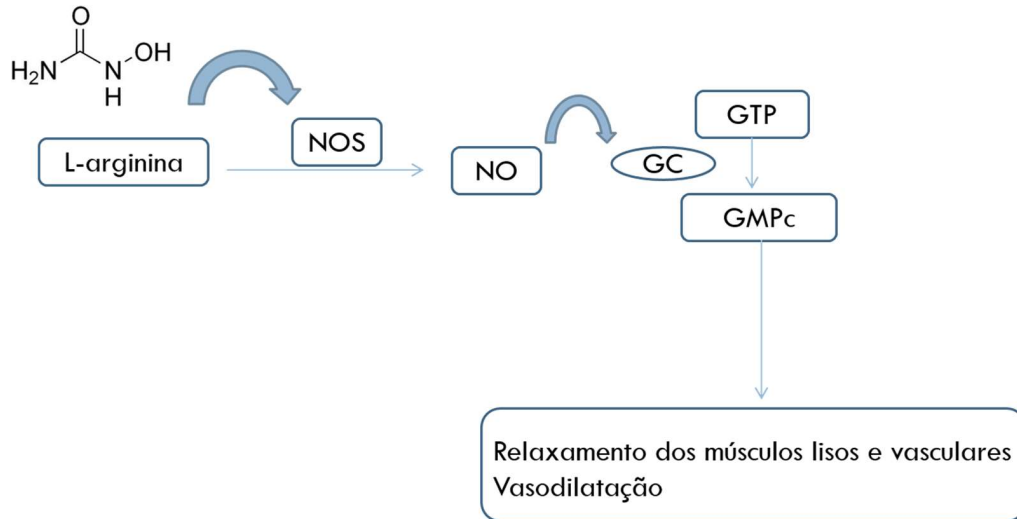 O
H₂N
N
H
OH
L-arginina
NOS
NO
GC
GTP
GMPc
Relaxamento dos músculos lisos e vasculares
Vasodilatação